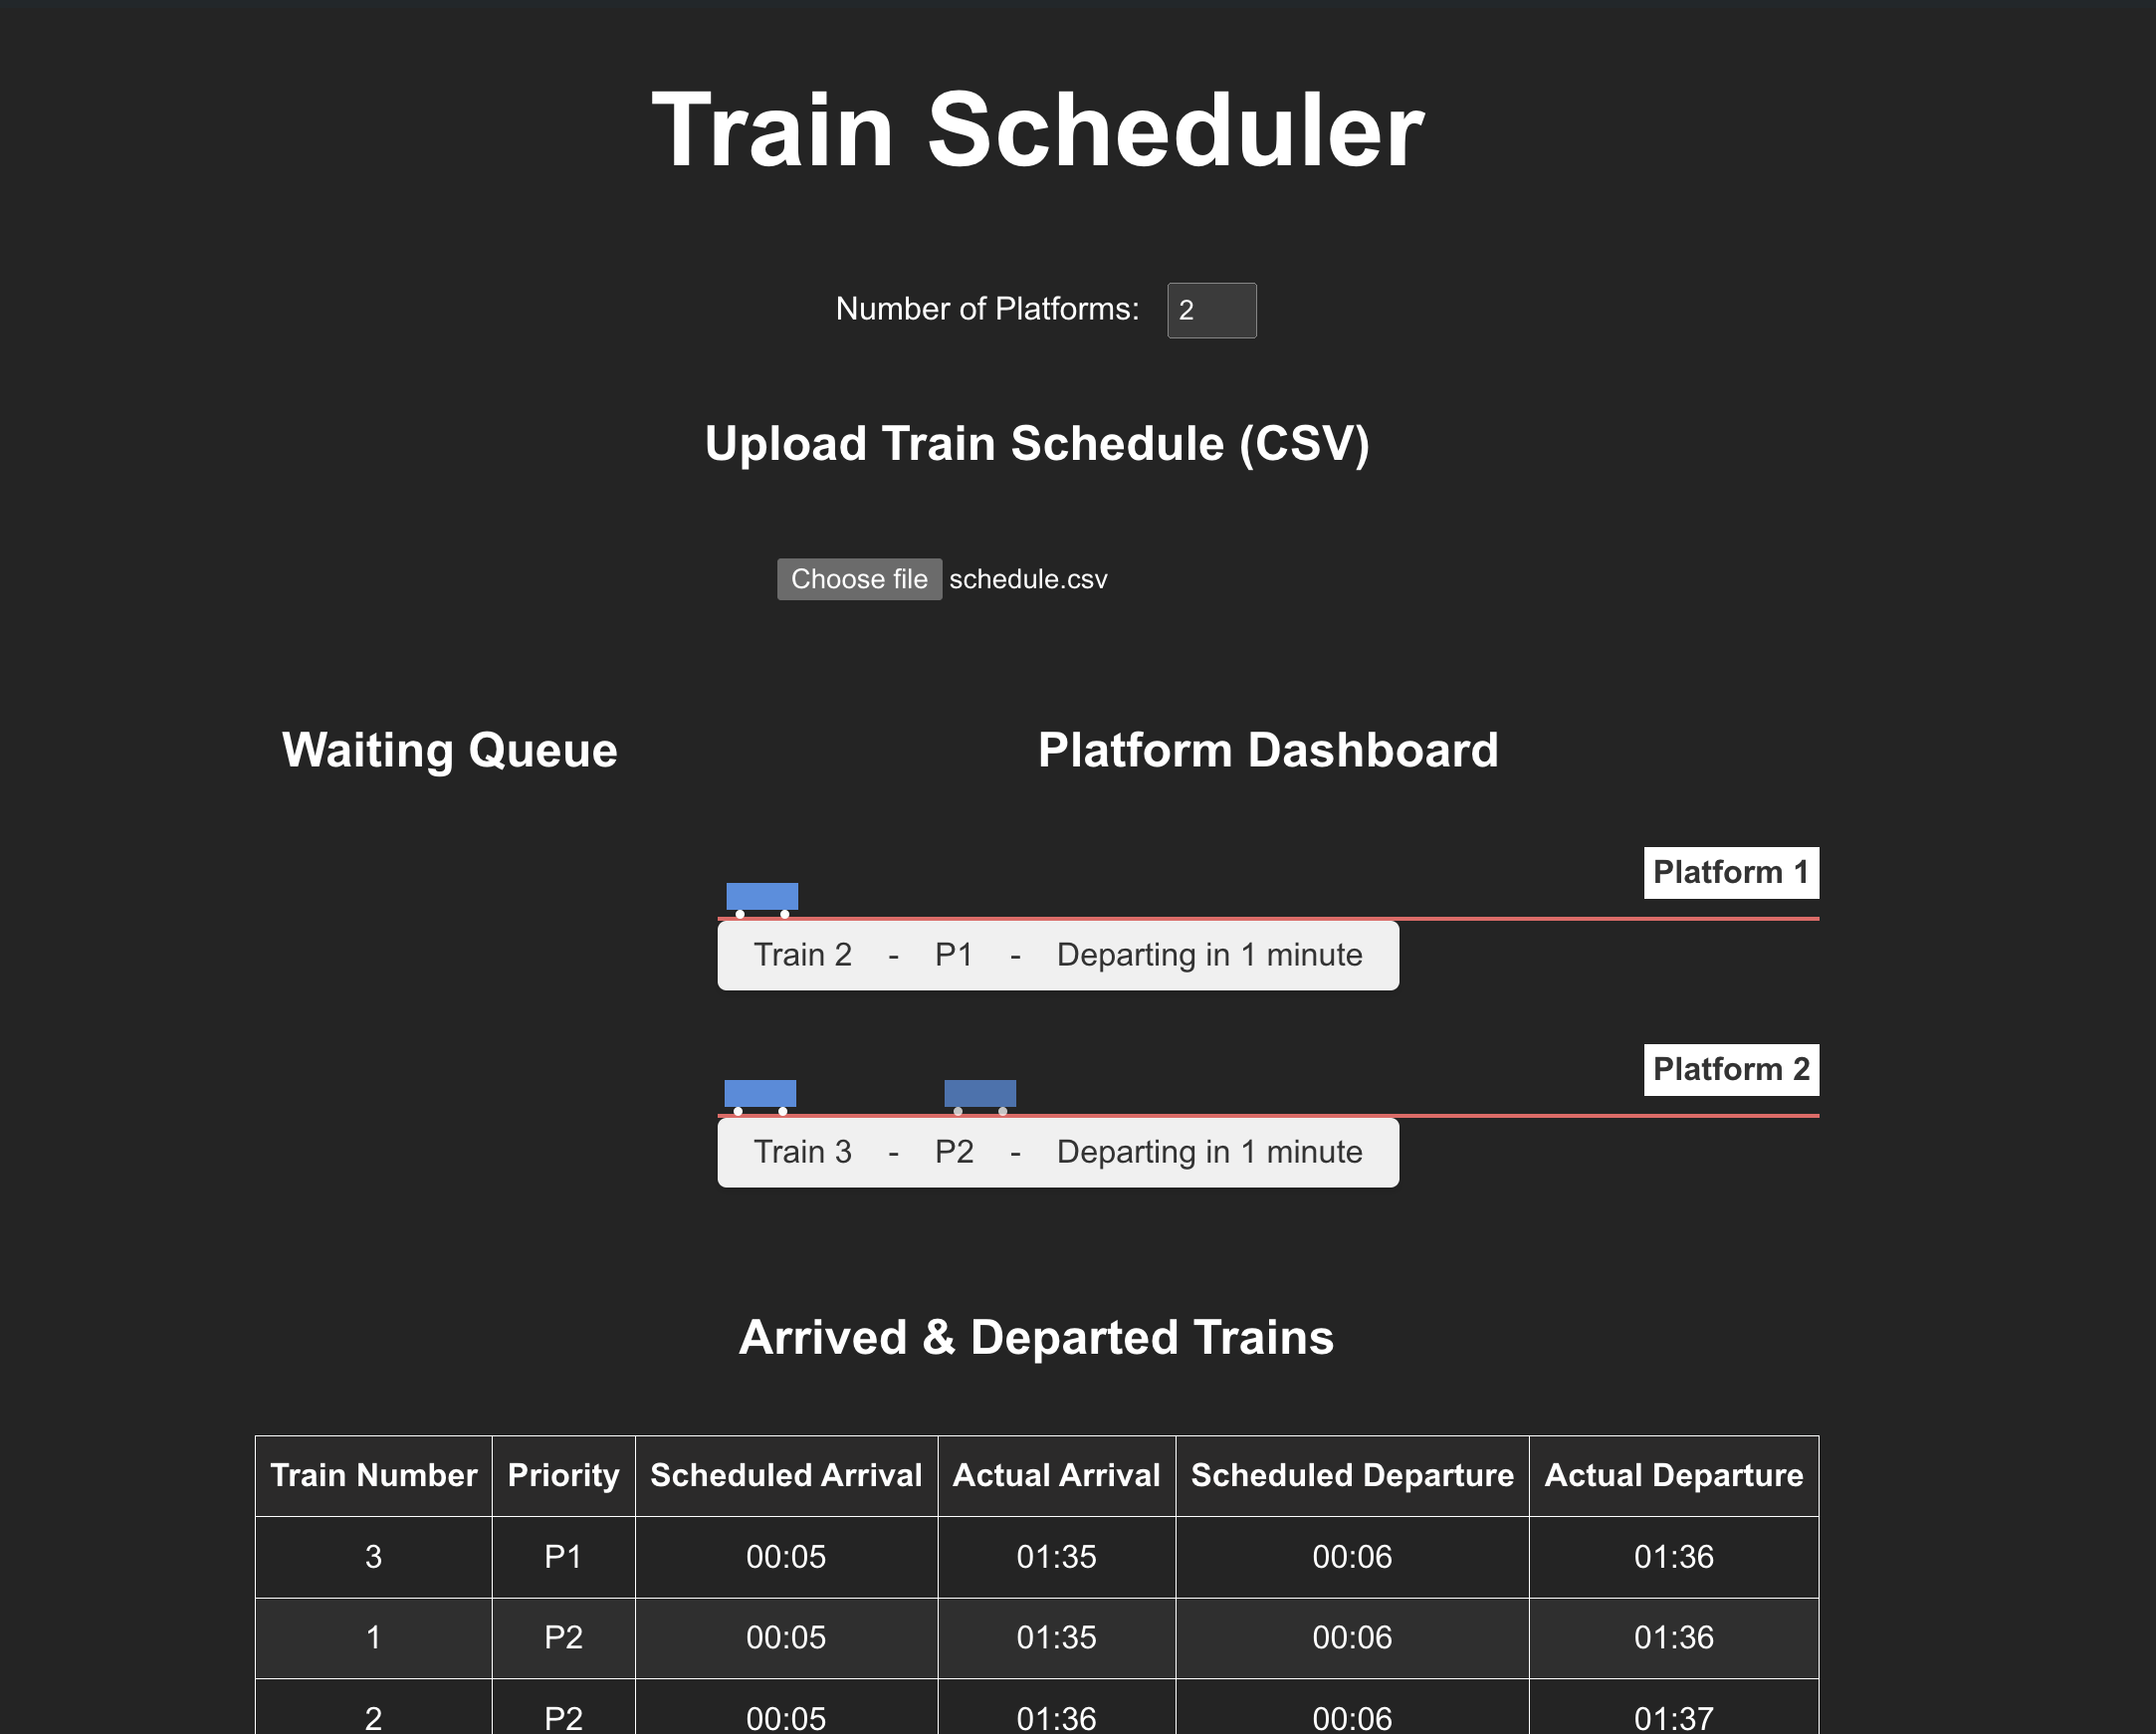 Train Scheduler
Number of Platforms: 2
Upload Train Schedule (CSV)
Choose file schedule.csv
Waiting Queue
Platform Dashboard
Platform 1
Train 2 - P1 - Departing in 1 minute
Platform 2
Train 3 - P2 - Departing in 1 minute
Arrived & Departed Trains
Train Number Priority Scheduled Arrival Actual Arrival Scheduled Departure Actual Departure
3 P1 00:05 01:35 00:06 01:36
1 P2 00:05 01:35 00:06 01:36
2 P2 00:05 01:36 00:06 01:37